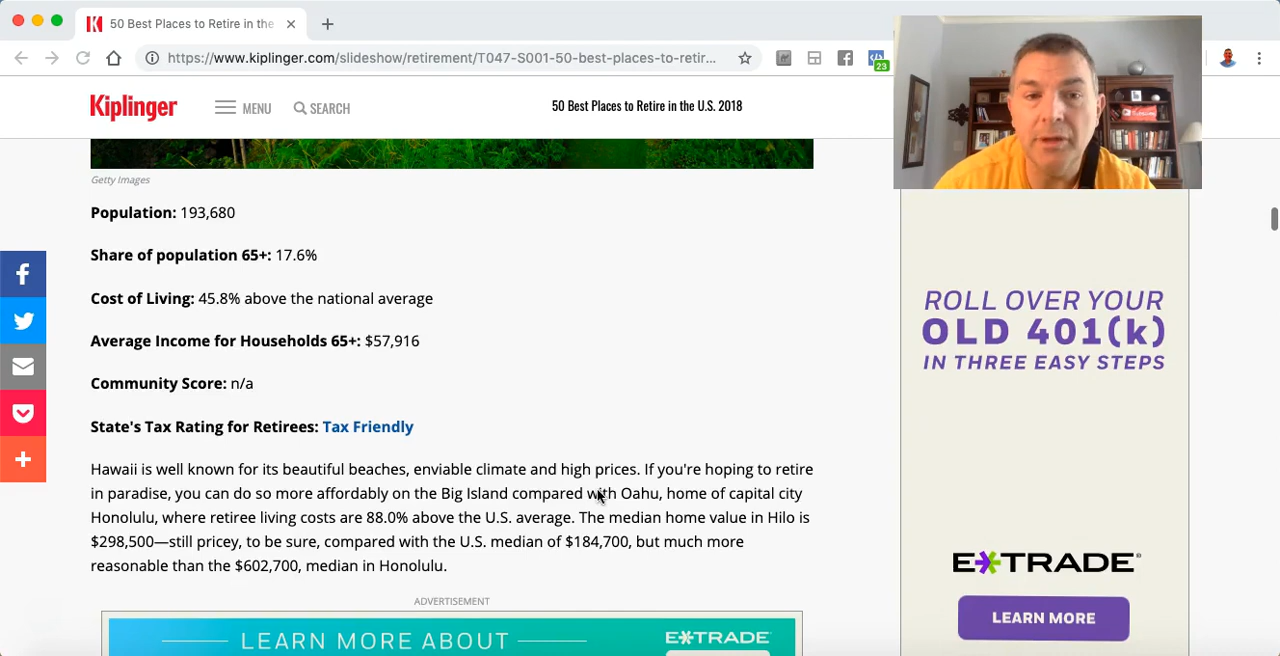 50 Best Places to Retire in the
https://www.kiplinger.com/slideshow/retirement/T047-S001-50-best-places-to-retir...
23
Kiplinger
MENU
SEARCH
50 Best Places to Retire in the U.S. 2018
Getty Images
Population: 193,680
Share of population 65+: 17.6%
Cost of Living: 45.8% above the national average
Average Income for Households 65+: $57,916
Community Score: n/a
State's Tax Rating for Retirees: Tax Friendly
Hawaii is well known for its beautiful beaches, enviable climate and high prices. If you're hoping to retire
in paradise, you can do so more affordably on the Big Island compared with Oahu, home of capital city
Honolulu, where retiree living costs are 88.0% above the U.S. average. The median home value in Hilo is
$298,500—still pricey, to be sure, compared with the U.S. median of $184,700, but much more
reasonable than the $602,700, median in Honolulu.
ADVERTISEMENT
LEARN MORE ABOUT
E*TRADE
ROLL OVER YOUR
OLD 401(k)
IN THREE EASY STEPS
E*TRADE
LEARN MORE